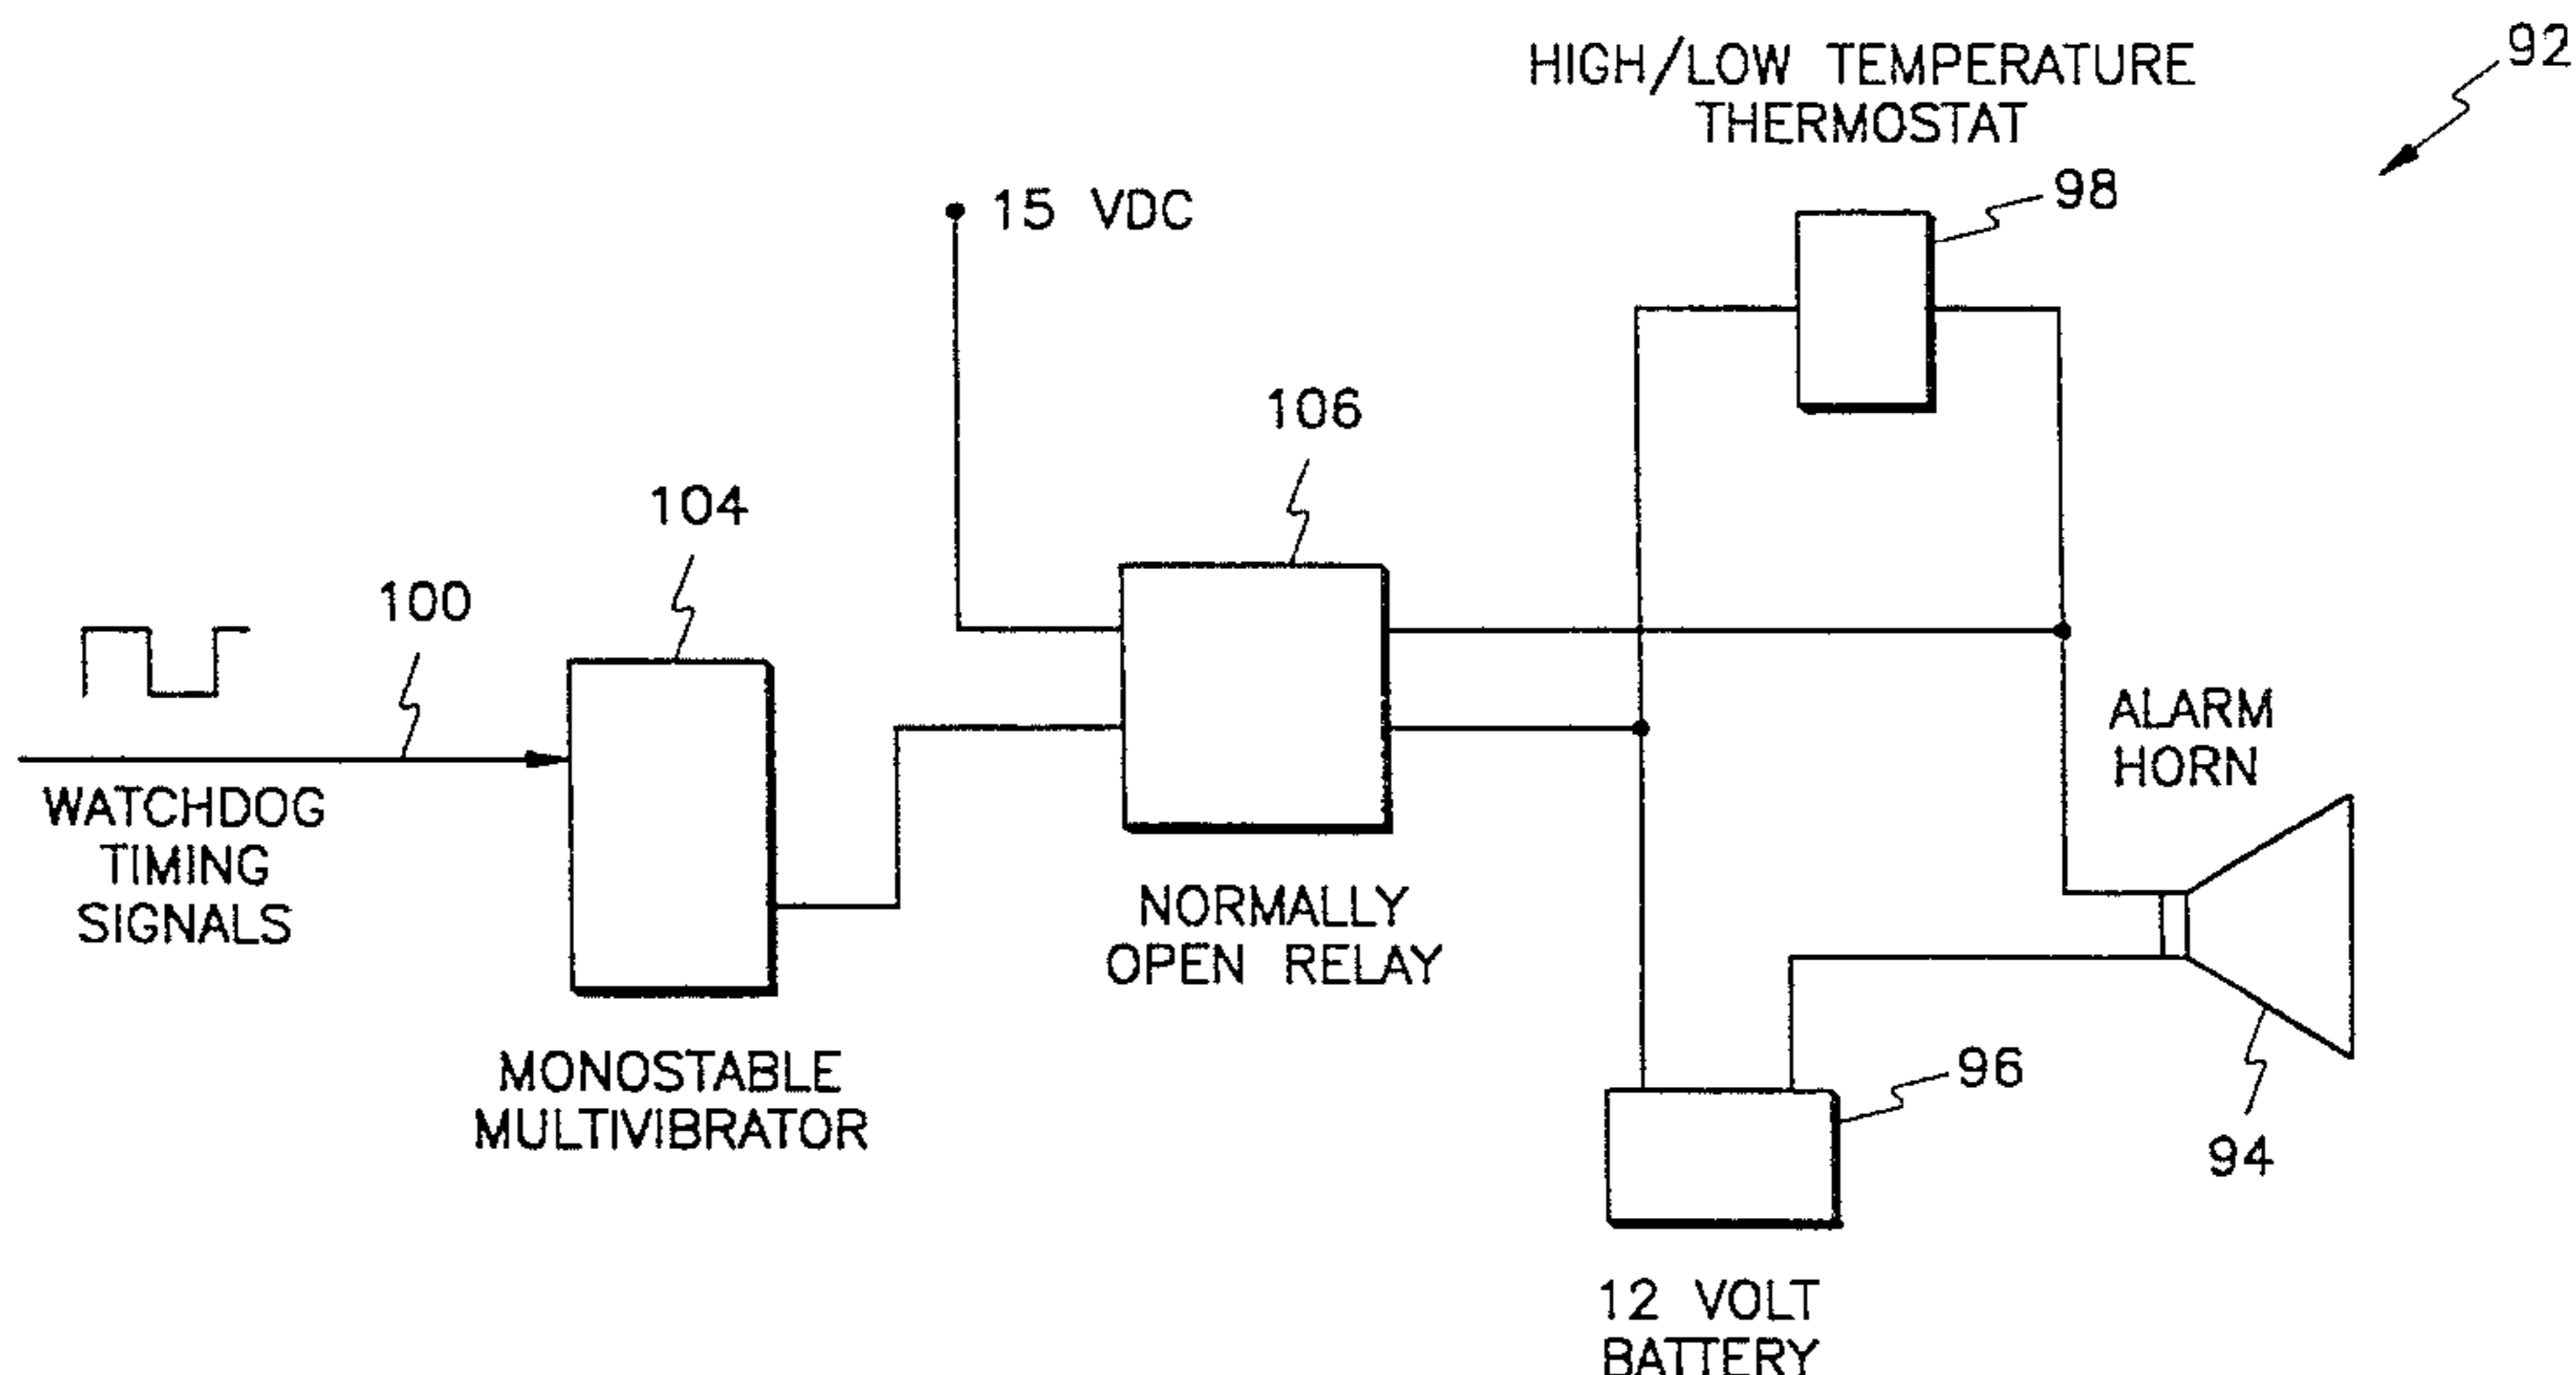 92
HIGH/LOW TEMPERATURE
THERMOSTAT
98
15 VDC
106
104
100
WATCHDOG
TIMING
SIGNALS
MONOSTABLE
MULTIVIBRATOR
NORMALLY
OPEN RELAY
ALARM
HORN
94
96
12 VOLT
BATTERY